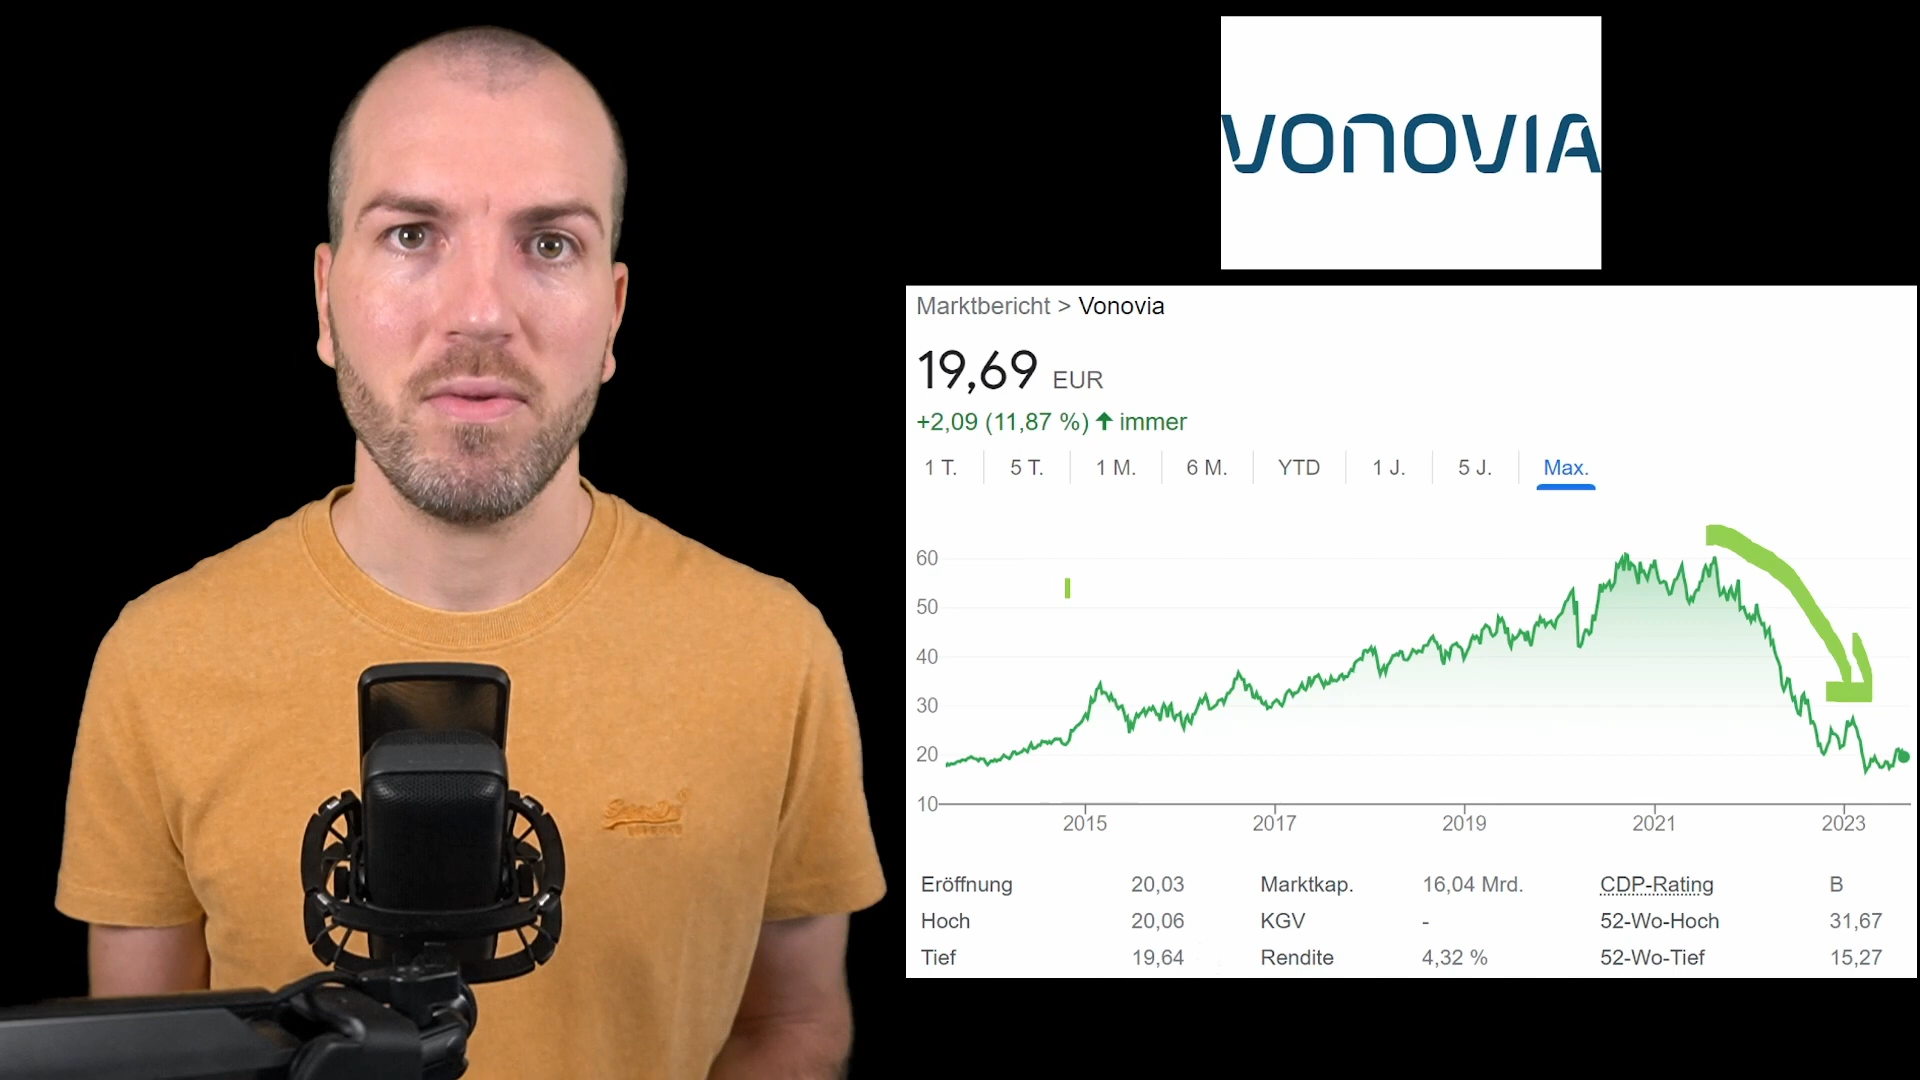 VONOVIA
Marktbericht > Vonovia
19,69 EUR
+2,09 (11,87 %) ↑ immer
1 T. 5 T. 1 M. 6 M. YTD 1 J. 5 J. Max.
60
50
40
30
20
10
2015 2017 2019 2021 2023
Eröffnung 20,03 Marktkap. 16,04 Mrd. CDP-Rating B
Hoch 20,06 KGV - 52-Wo-Hoch 31,67
Tief 19,64 Rendite 4,32 % 52-Wo-Tief 15,27